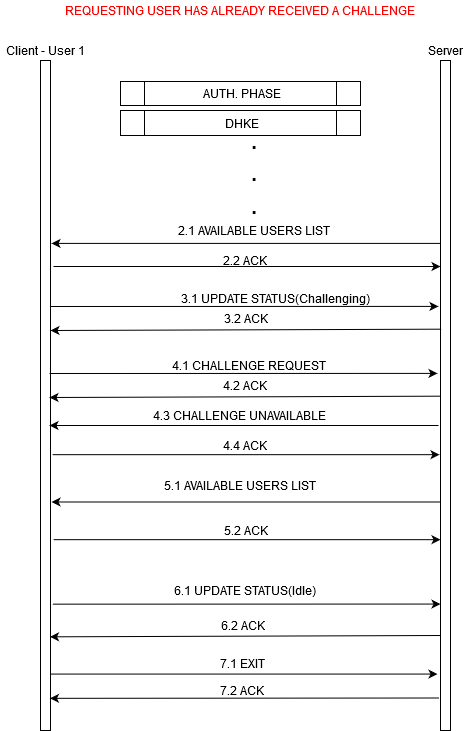 REQUESTING USER HAS ALREADY RECEIVED A CHALLENGE
Client - User 1
Server
AUTH. PHASE
DHKE
.
.
.
2.1 AVAILABLE USERS LIST
2.2 ACK
3.1 UPDATE STATUS(Challenging)
3.2 ACK
4.1 CHALLENGE REQUEST
4.2 ACK
4.3 CHALLENGE UNAVAILABLE
4.4 ACK
5.1 AVAILABLE USERS LIST
5.2 ACK
6.1 UPDATE STATUS(Idle)
6.2 ACK
7.1 EXIT
7.2 ACK